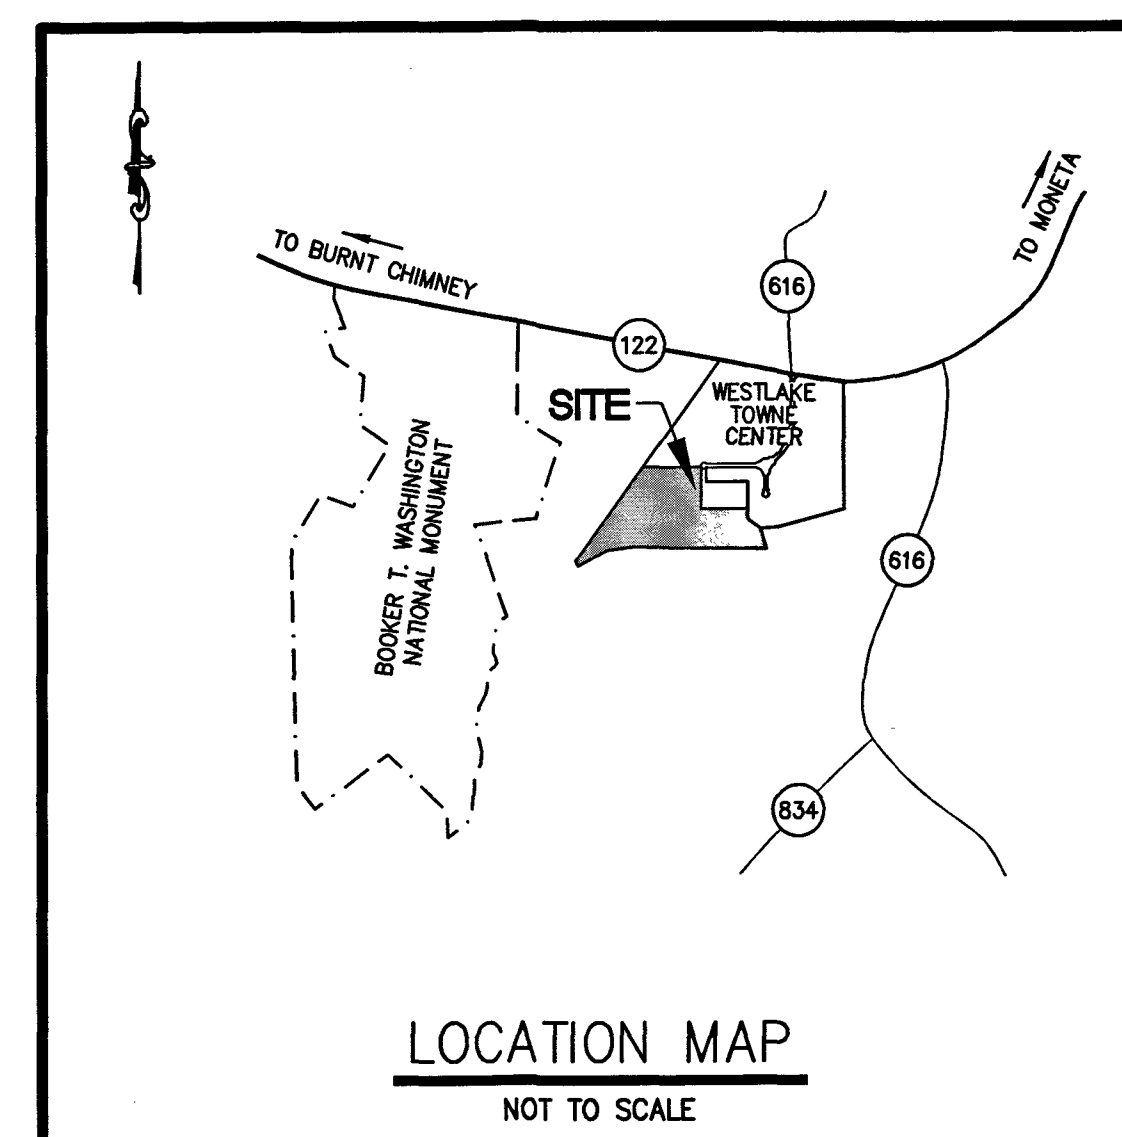 TO BURNT CHIMNEY
TO MONETA
616
122
SITE
WESTLAKE
TOWNE
CENTER
BOOKER T. WASHINGTON
NATIONAL MONUMENT
616
834
LOCATION MAP
NOT TO SCALE